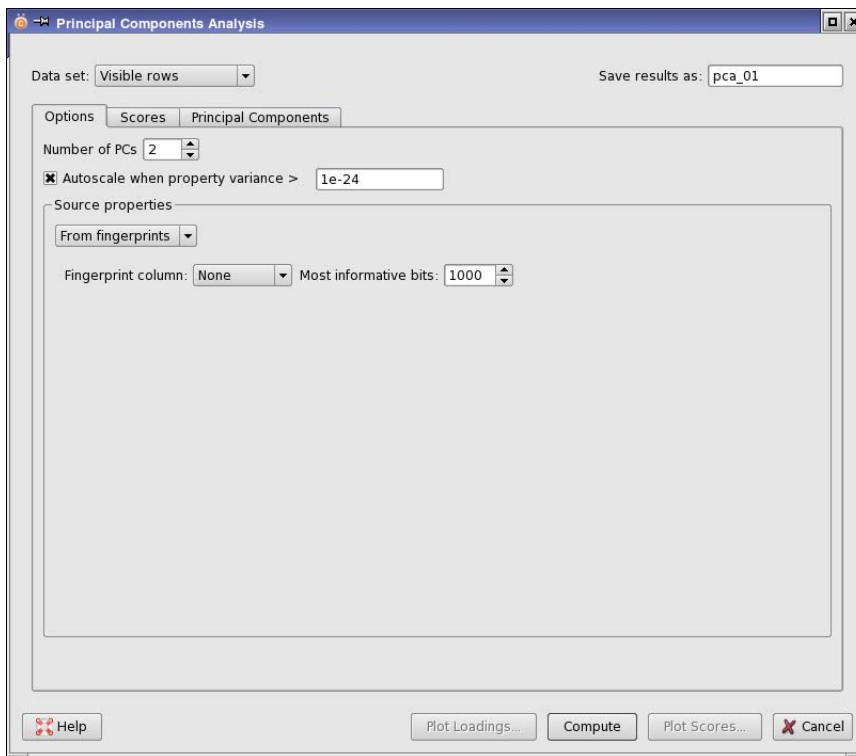 Principal Components Analysis
Data set: Visible rows Save results as: pca_01
Options Scores Principal Components
Number of PCs 2
Autoscale when property variance > 1e-24
Source properties
From fingerprints
Fingerprint column: None Most informative bits: 1000
Help Plot Loadings... Compute Plot Scores... Cancel